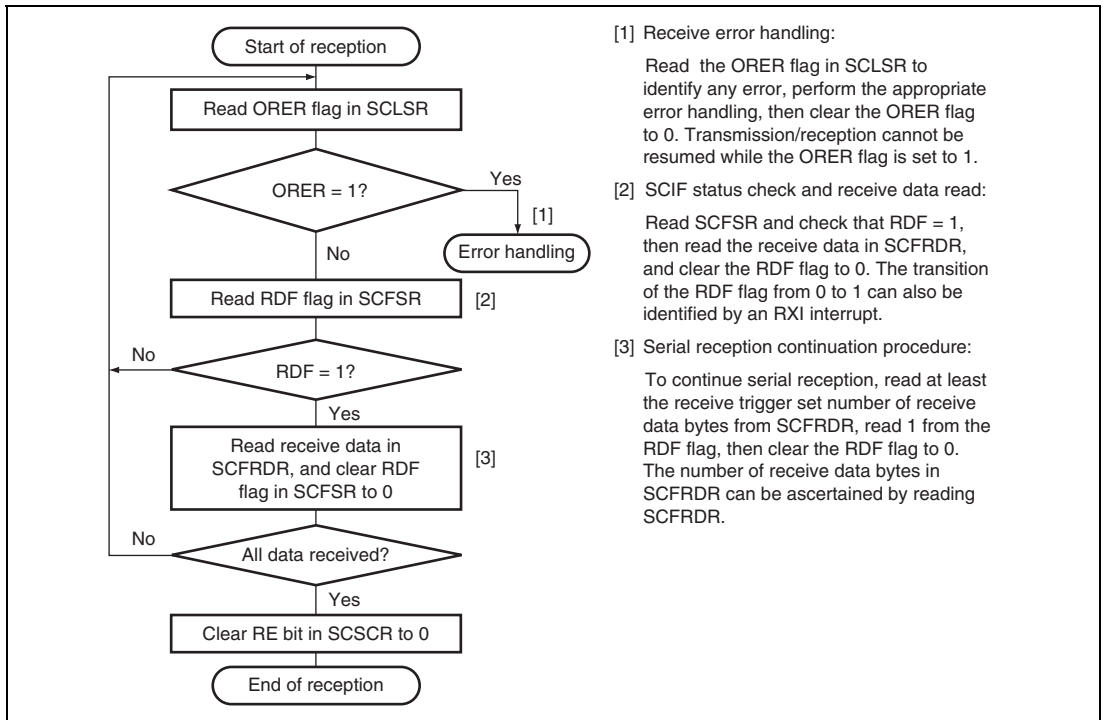 Start of reception
Read ORER flag in SCLSR
ORER = 1?
Yes
[1]
Error handling
No
Read RDF flag in SCFSR
[2]
No
RDF = 1?
Yes
Read receive data in
SCFRDR, and clear RDF
flag in SCFSR to 0
[3]
No
All data received?
Yes
Clear RE bit in SCSCR to 0
End of reception
[1] Receive error handling:
Read the ORER flag in SCLSR to
identify any error, perform the appropriate
error handling, then clear the ORER flag
to 0. Transmission/reception cannot be
resumed while the ORER flag is set to 1.
[2] SCIF status check and receive data read:
Read SCFSR and check that RDF = 1,
then read the receive data in SCFRDR,
and clear the RDF flag to 0. The transition
of the RDF flag from 0 to 1 can also be
identified by an RXI interrupt.
[3] Serial reception continuation procedure:
To continue serial reception, read at least
the receive trigger set number of receive
data bytes from SCFRDR, read 1 from the
RDF flag, then clear the RDF flag to 0.
The number of receive data bytes in
SCFRDR can be ascertained by reading
SCFRDR.